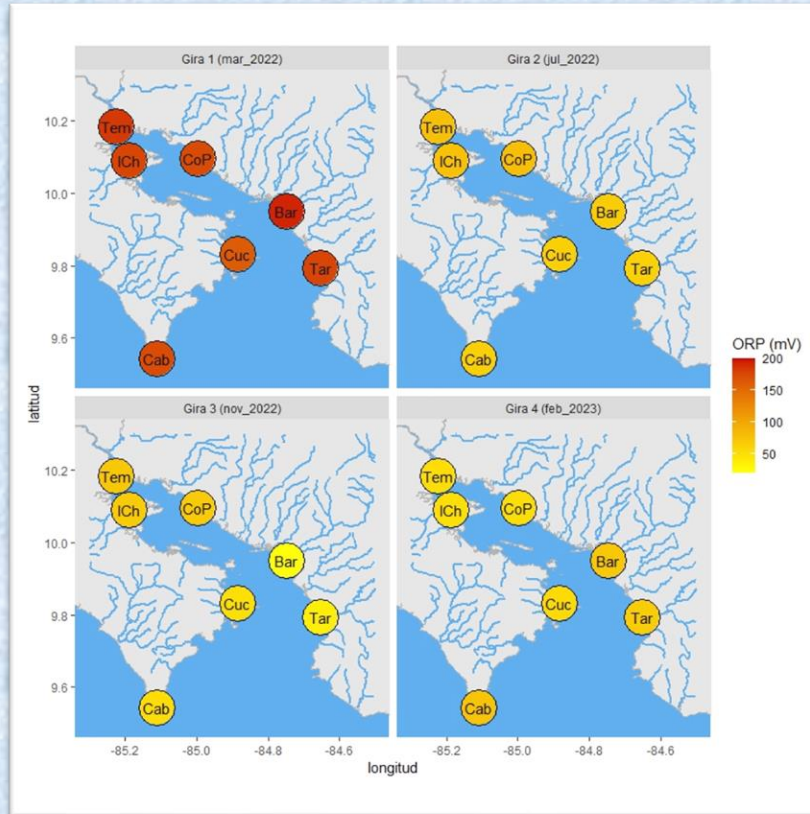 Gira 1 (mar_2022)
Gira 2 (jul_2022)
10.2
Tem
ICh
CoP
10.0
Bar
Cuc
9.8
Tar
9.6
Cab
Tem
ICh
CoP
Bar
Cuc
Tar
Cab
ORP (mV)
200
150
100
50
latitud
Gira 3 (nov_2022)
Gira 4 (feb_2023)
10.2
Tem
ICh
CoP
10.0
Bar
Cuc
9.8
Tar
9.6
Cab
Tem
ICh
CoP
Bar
Cuc
Tar
Cab
-85.2
-85.0
-84.8
-84.6
-85.2
-85.0
-84.8
-84.6
longitud